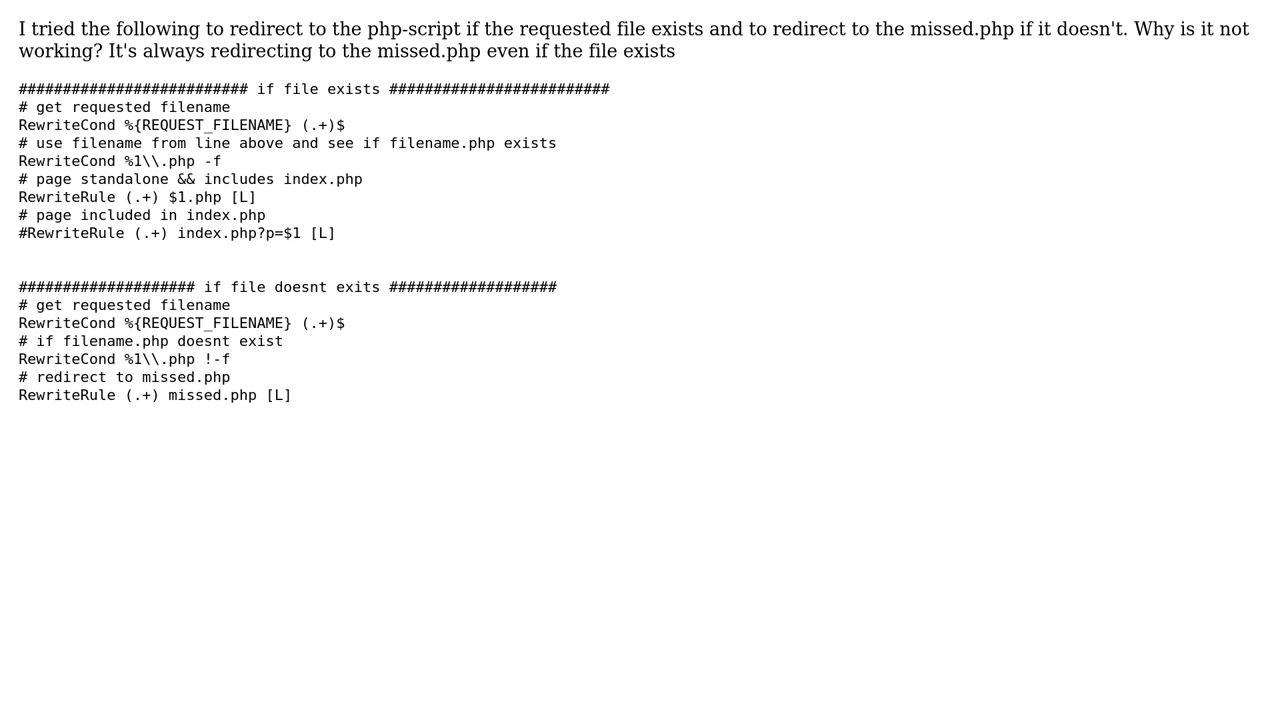 I tried the following to redirect to the php-script if the requested file exists and to redirect to the missed.php if it doesn't. Why is it not
working? It's always redirecting to the missed.php even if the file exists
########################## if file exists #########################
# get requested filename
RewriteCond %{REQUEST_FILENAME} (.+)$
# use filename from line above and see if filename.php exists
RewriteCond %1\\.php -f
# page standalone && includes index.php
RewriteRule (.+) $1.php [L]
# page included in index.php
#RewriteRule (.+) index.php?p=$1 [L]
#################### if file doesnt exits ###################
# get requested filename
RewriteCond %{REQUEST_FILENAME} (.+)$
# if filename.php doesnt exist
RewriteCond %1\\.php !-f
# redirect to missed.php
RewriteRule (.+) missed.php [L]